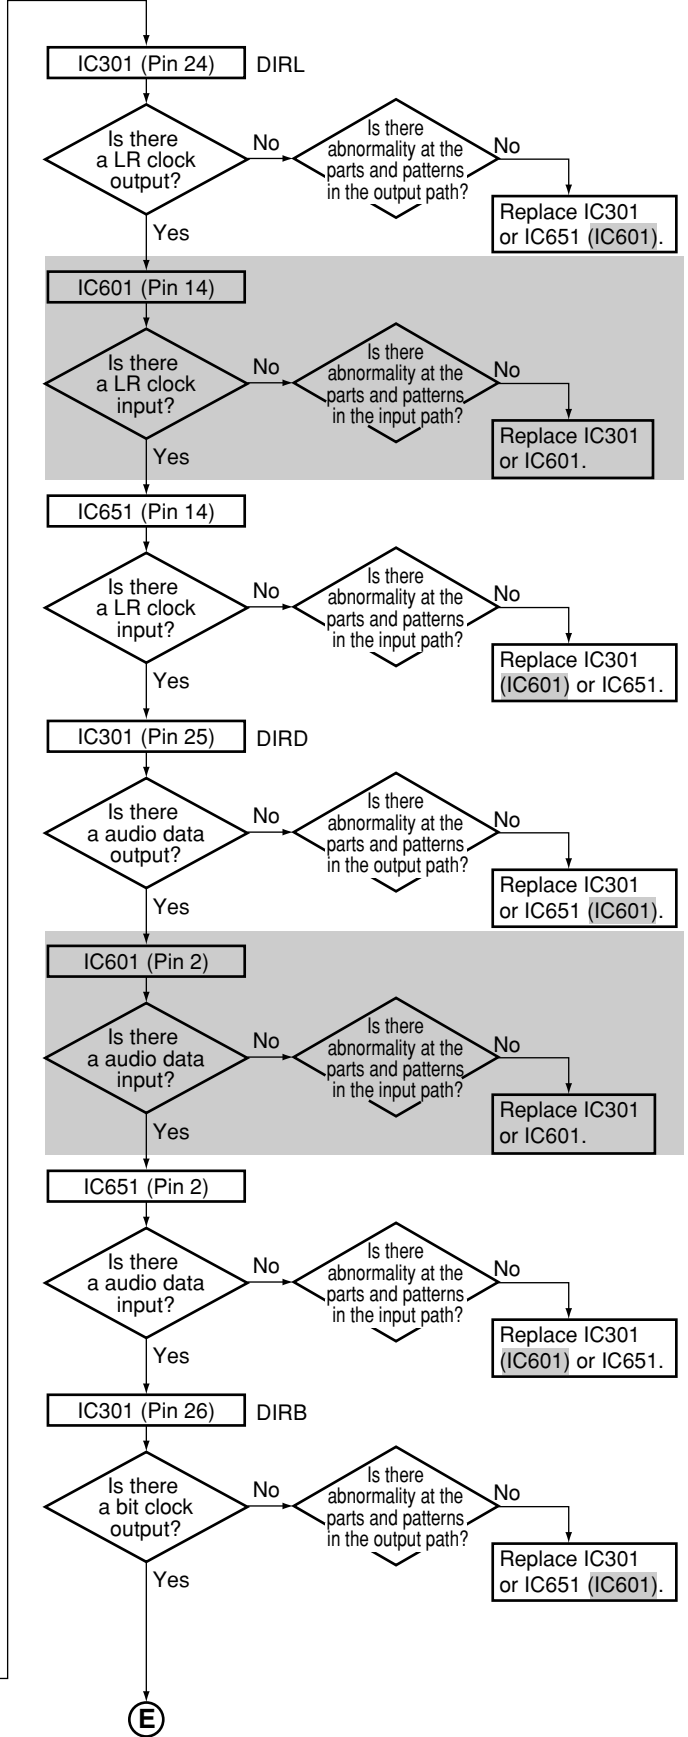 IC301 (Pin 24)
DIRL
Is there
a LR clock
output?
No
Is there
abnormality at the
parts and patterns
in the output path?
No
Replace IC301
or IC651 (IC601).
Yes
IC601 (Pin 14)
Is there
a LR clock
input?
No
Is there
abnormality at the
parts and patterns
in the input path?
No
Replace IC301
or IC601.
Yes
IC651 (Pin 14)
Is there
a LR clock
input?
No
Is there
abnormality at the
parts and patterns
in the input path?
No
Replace IC301
(IC601) or IC651.
Yes
IC301 (Pin 25)
DIRD
Is there
a audio data
output?
No
Is there
abnormality at the
parts and patterns
in the output path?
No
Replace IC301
or IC651 (IC601).
Yes
IC601 (Pin 2)
Is there
a audio data
input?
No
Is there
abnormality at the
parts and patterns
in the input path?
No
Replace IC301
or IC601.
Yes
IC651 (Pin 2)
Is there
a audio data
input?
No
Is there
abnormality at the
parts and patterns
in the input path?
No
Replace IC301
(IC601) or IC651.
Yes
IC301 (Pin 26)
DIRB
Is there
a bit clock
output?
No
Is there
abnormality at the
parts and patterns
in the output path?
No
Replace IC301
or IC651 (IC601).
Yes
E